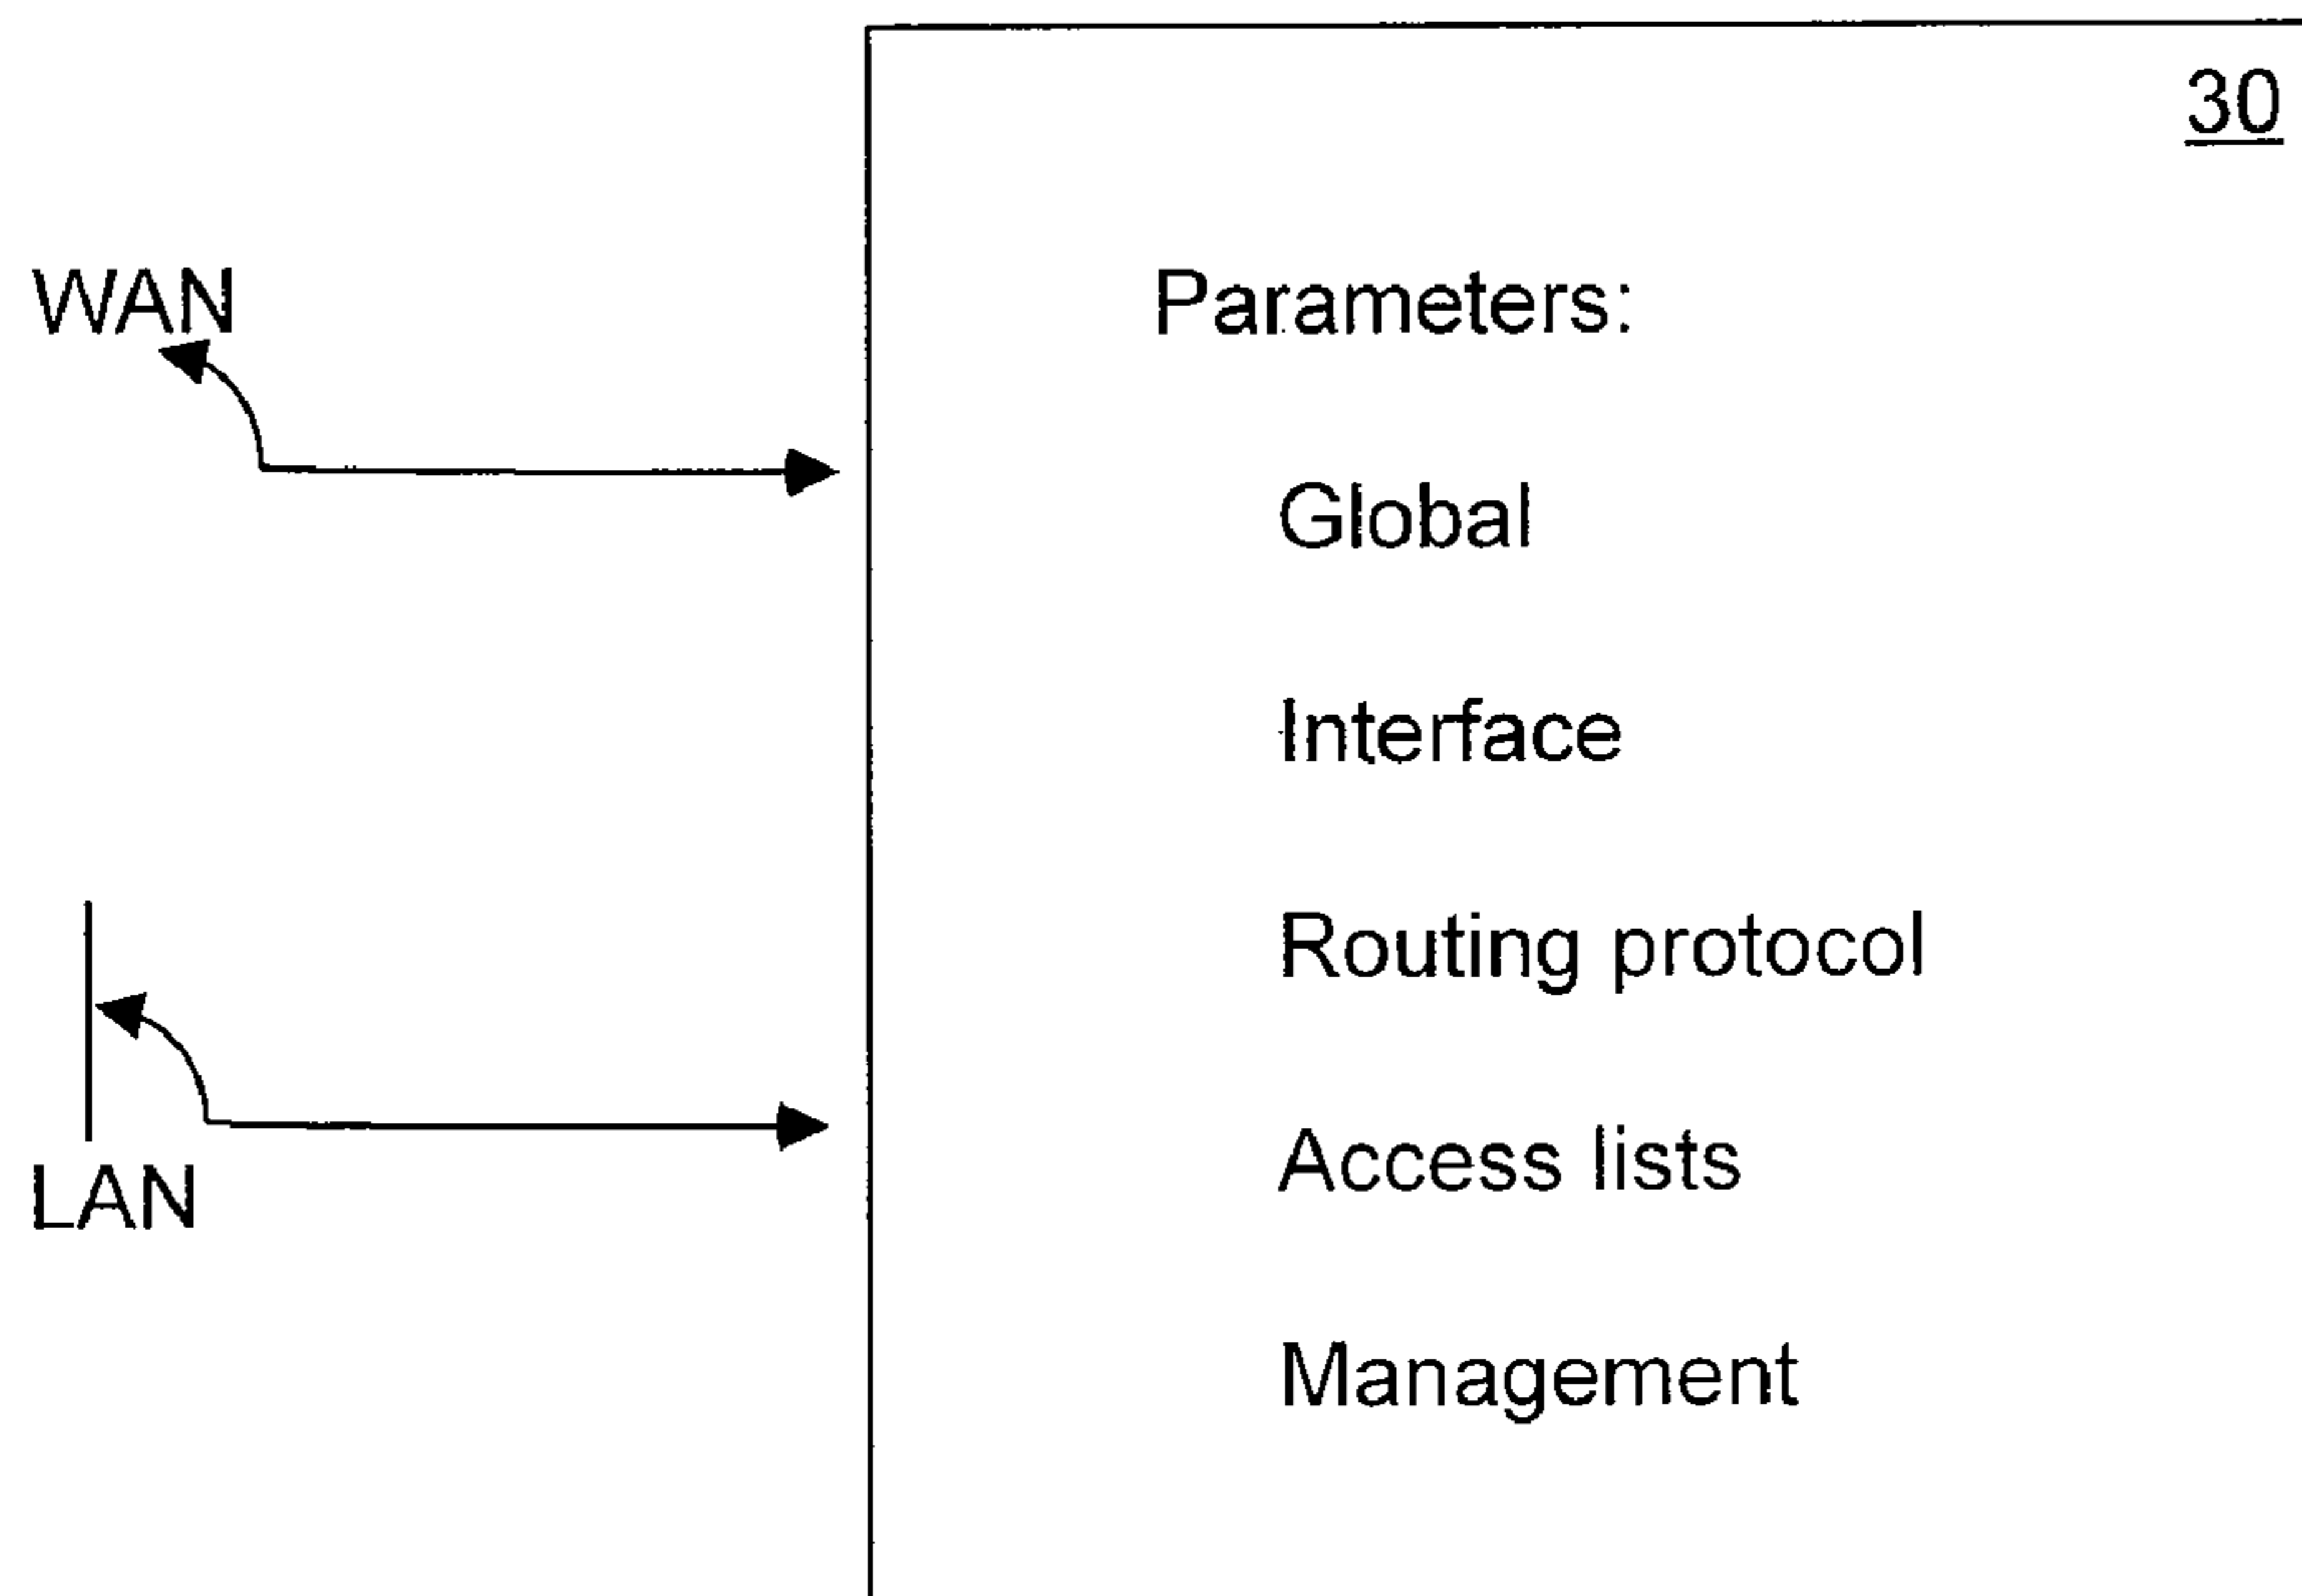 30
WAN
Parameters:
Global
Interface
Routing protocol
Access lists
LAN
Management